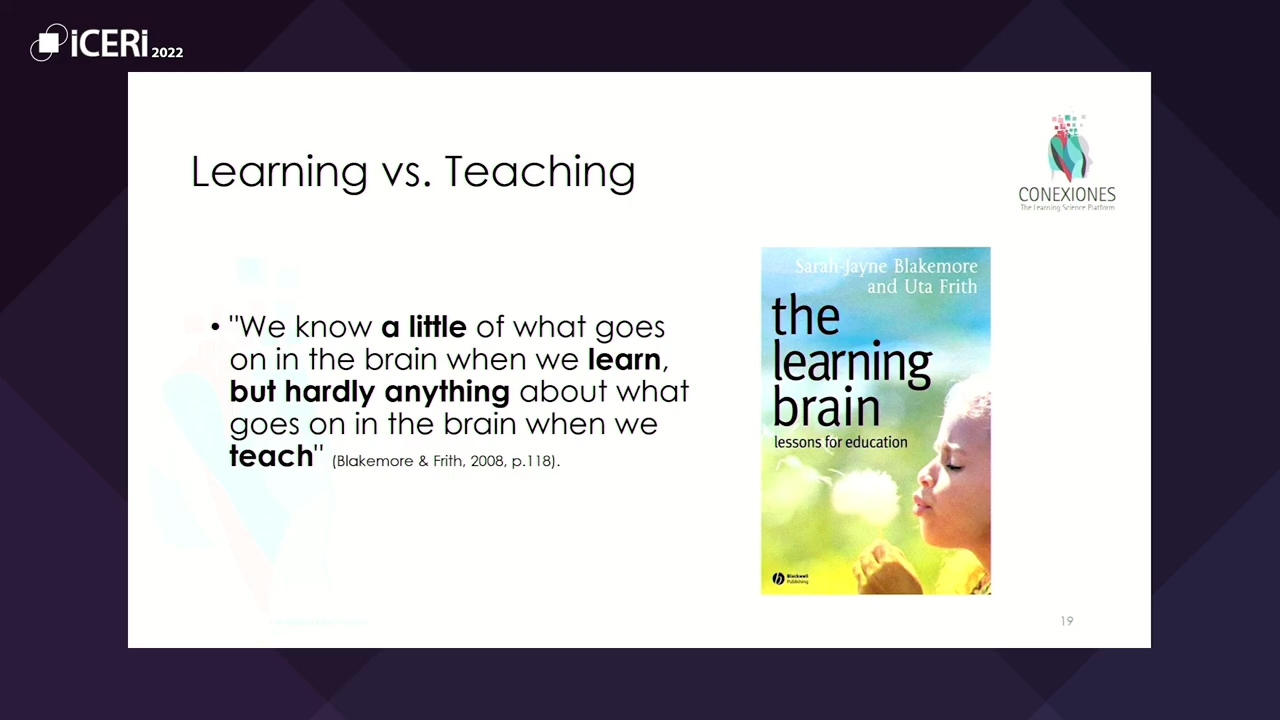 iCERi 2022
Learning vs. Teaching
CONEXIONES
The Learning Science Platform
• "We know a little of what goes
on in the brain when we learn,
but hardly anything about what
goes on in the brain when we
teach" (Blakemore & Frith, 2008, p.118).
Sarah-Jayne Blakemore
and Uta Frith
the
learning
brain
lessons for education
Blackwell
Publishing
19